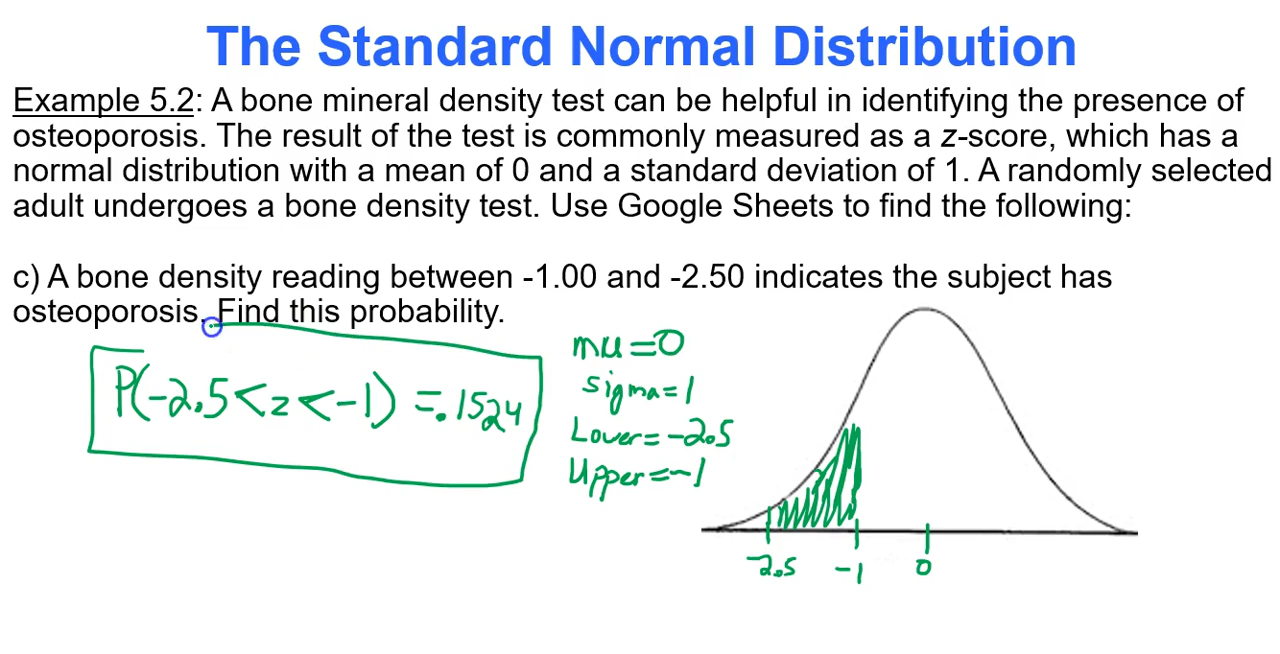 The Standard Normal Distribution
Example 5.2: A bone mineral density test can be helpful in identifying the presence of
osteoporosis. The result of the test is commonly measured as a z-score, which has a
normal distribution with a mean of 0 and a standard deviation of 1. A randomly selected
adult undergoes a bone density test. Use Google Sheets to find the following:
c) A bone density reading between -1.00 and -2.50 indicates the subject has
osteoporosis. Find this probability.
P(-2.5<z<-1) =.1524
mu=0
sigma=1
Lower=-2.5
Upper=-1
-2.5 -1 0